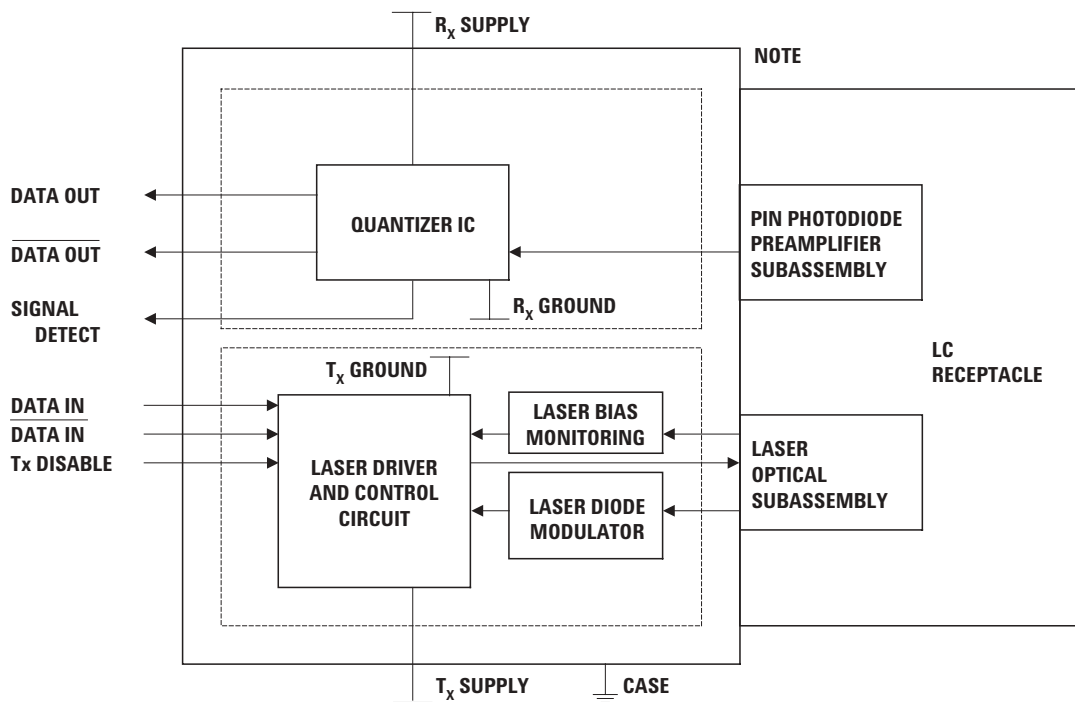 R_X SUPPLY
NOTE
DATA OUT
QUANTIZER IC
PIN PHOTODIODE
PREAMPLIFIER
SUBASSEMBLY
DATA OUT
SIGNAL
DETECT
R_X GROUND
T_X GROUND
LC
RECEPTACLE
DATA IN
DATA IN
Tx DISABLE
LASER DRIVER
AND CONTROL
CIRCUIT
LASER BIAS
MONITORING
LASER DIODE
MODULATOR
LASER
OPTICAL
SUBASSEMBLY
T_X SUPPLY
CASE